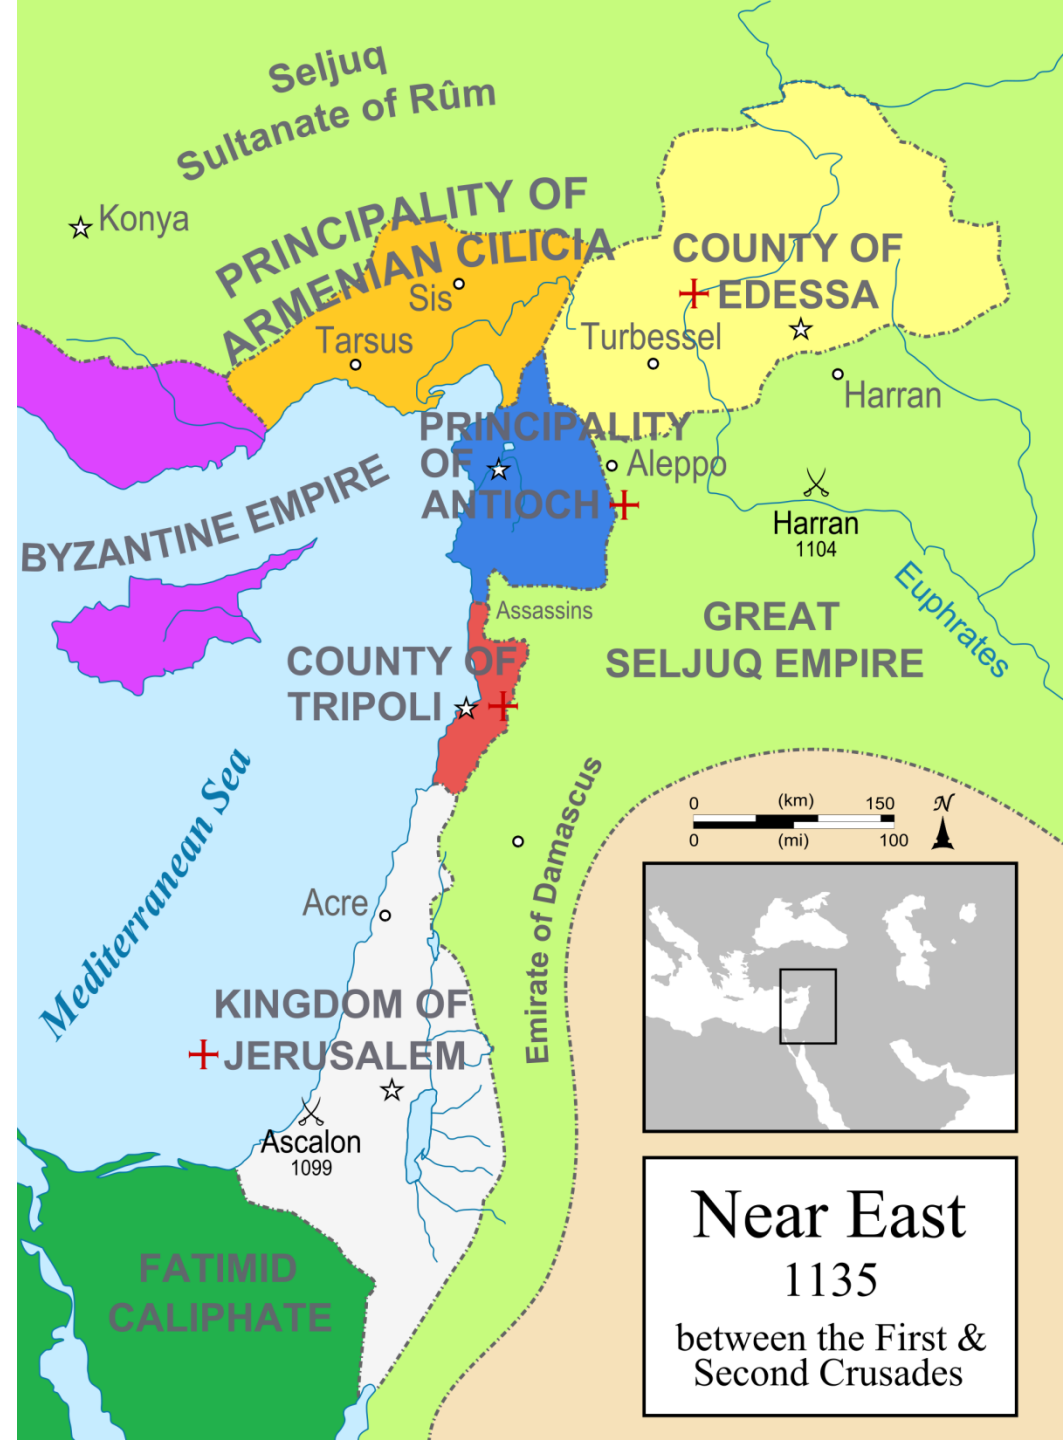 Seljuq
Sultanate of Rûm
Konya
PRINCIPALITY OF
ARMENIAN CILICIA
Sis
Tarsus
COUNTY OF
EDESSA
Turbessel
Harran
PRINCIPALITY
OF
ANTIOCH
Aleppo
Harran
1104
BYZANTINE EMPIRE
Euphrates
Assassins
GREAT
SELJUQ EMPIRE
COUNTY OF
TRIPOLI
Mediterranean Sea
Emirate of Damascus
0 (km) 150
0 (mi) 100
N
Acre
KINGDOM OF
JERUSALEM
Ascalon
1099
FATIMID
CALIPHATE
Near East
1135
between the First &
Second Crusades